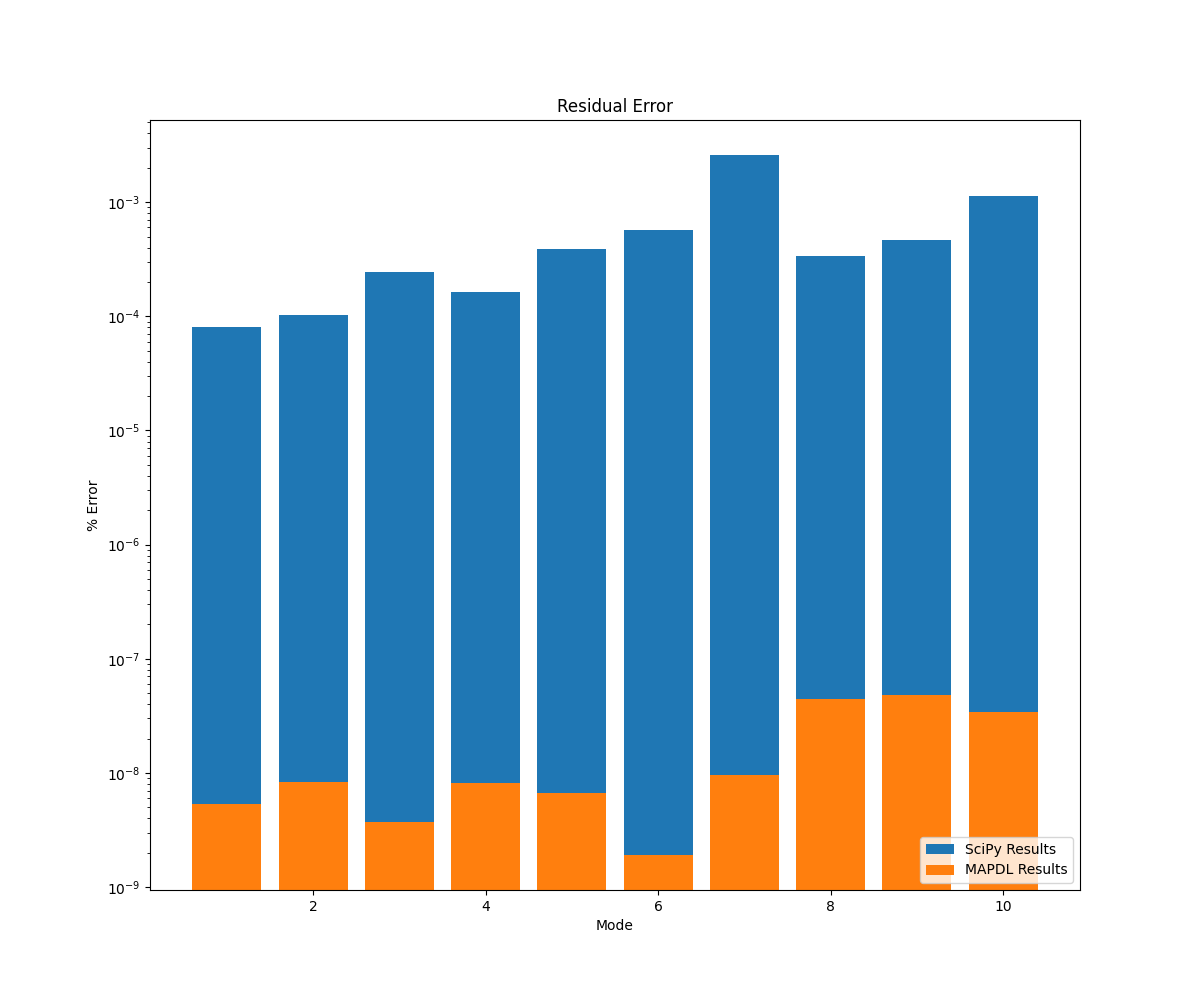 Residual Error
% Error
10⁻³
10⁻⁴
10⁻⁵
10⁻⁶
10⁻⁷
10⁻⁸
10⁻⁹
SciPy Results
MAPDL Results
2 4 6 8 10
Mode